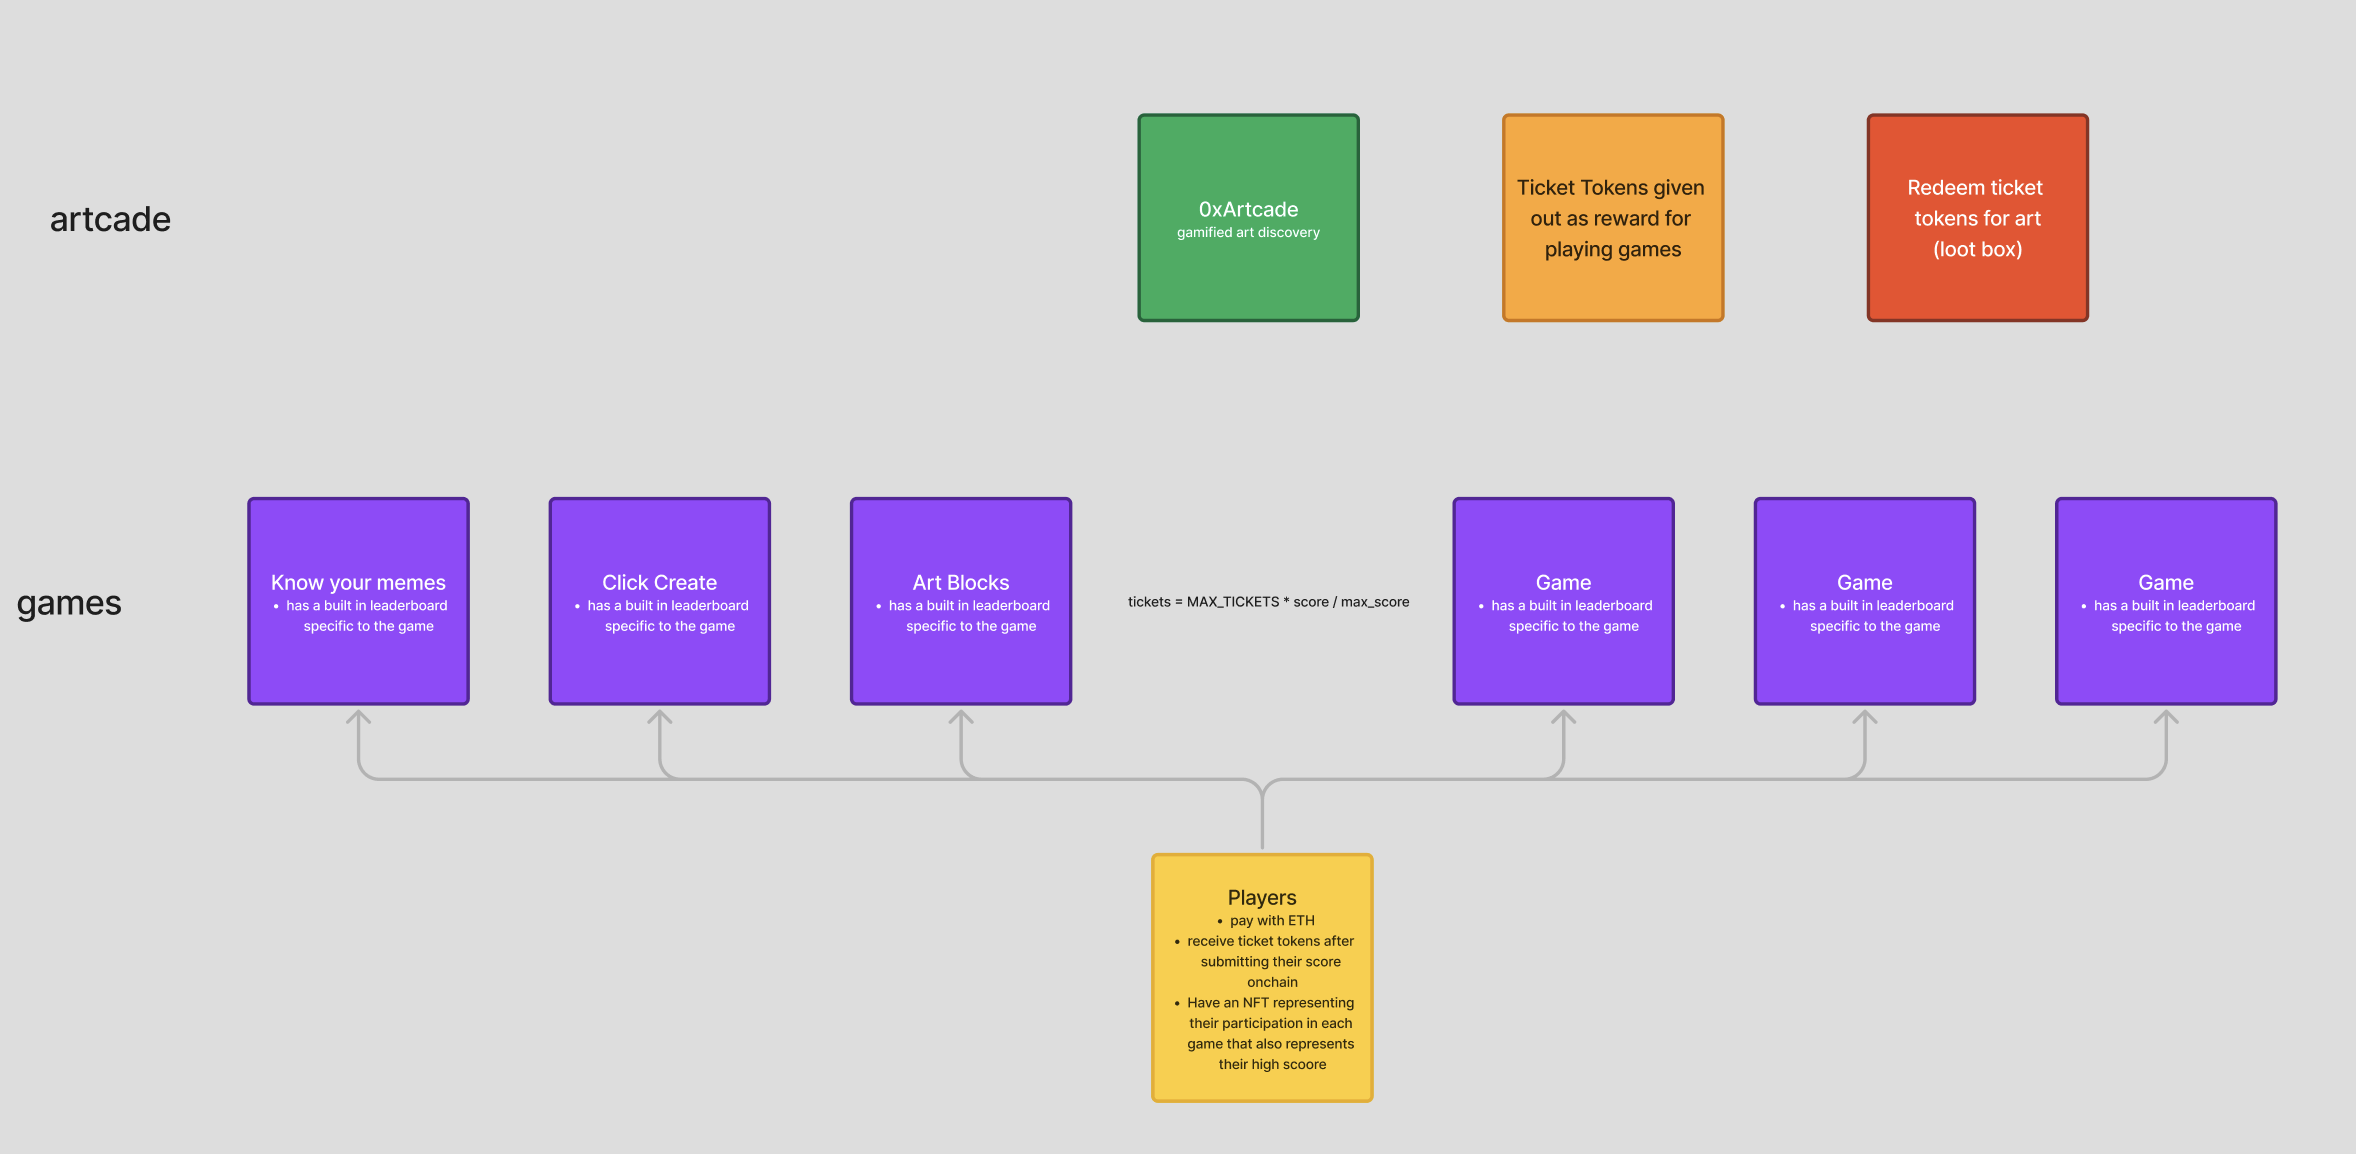 artcade
0xArtcade
gamified art discovery
Ticket Tokens given
out as reward for
playing games
Redeem ticket
tokens for art
(loot box)
games
Know your memes
• has a built in leaderboard
specific to the game
Click Create
• has a built in leaderboard
specific to the game
Art Blocks
• has a built in leaderboard
specific to the game
tickets = MAX_TICKETS * score / max_score
Game
• has a built in leaderboard
specific to the game
Game
• has a built in leaderboard
specific to the game
Game
• has a built in leaderboard
specific to the game
Players
• pay with ETH
• receive ticket tokens after
submitting their score
onchain
• Have an NFT representing
their participation in each
game that also represents
their high scoore